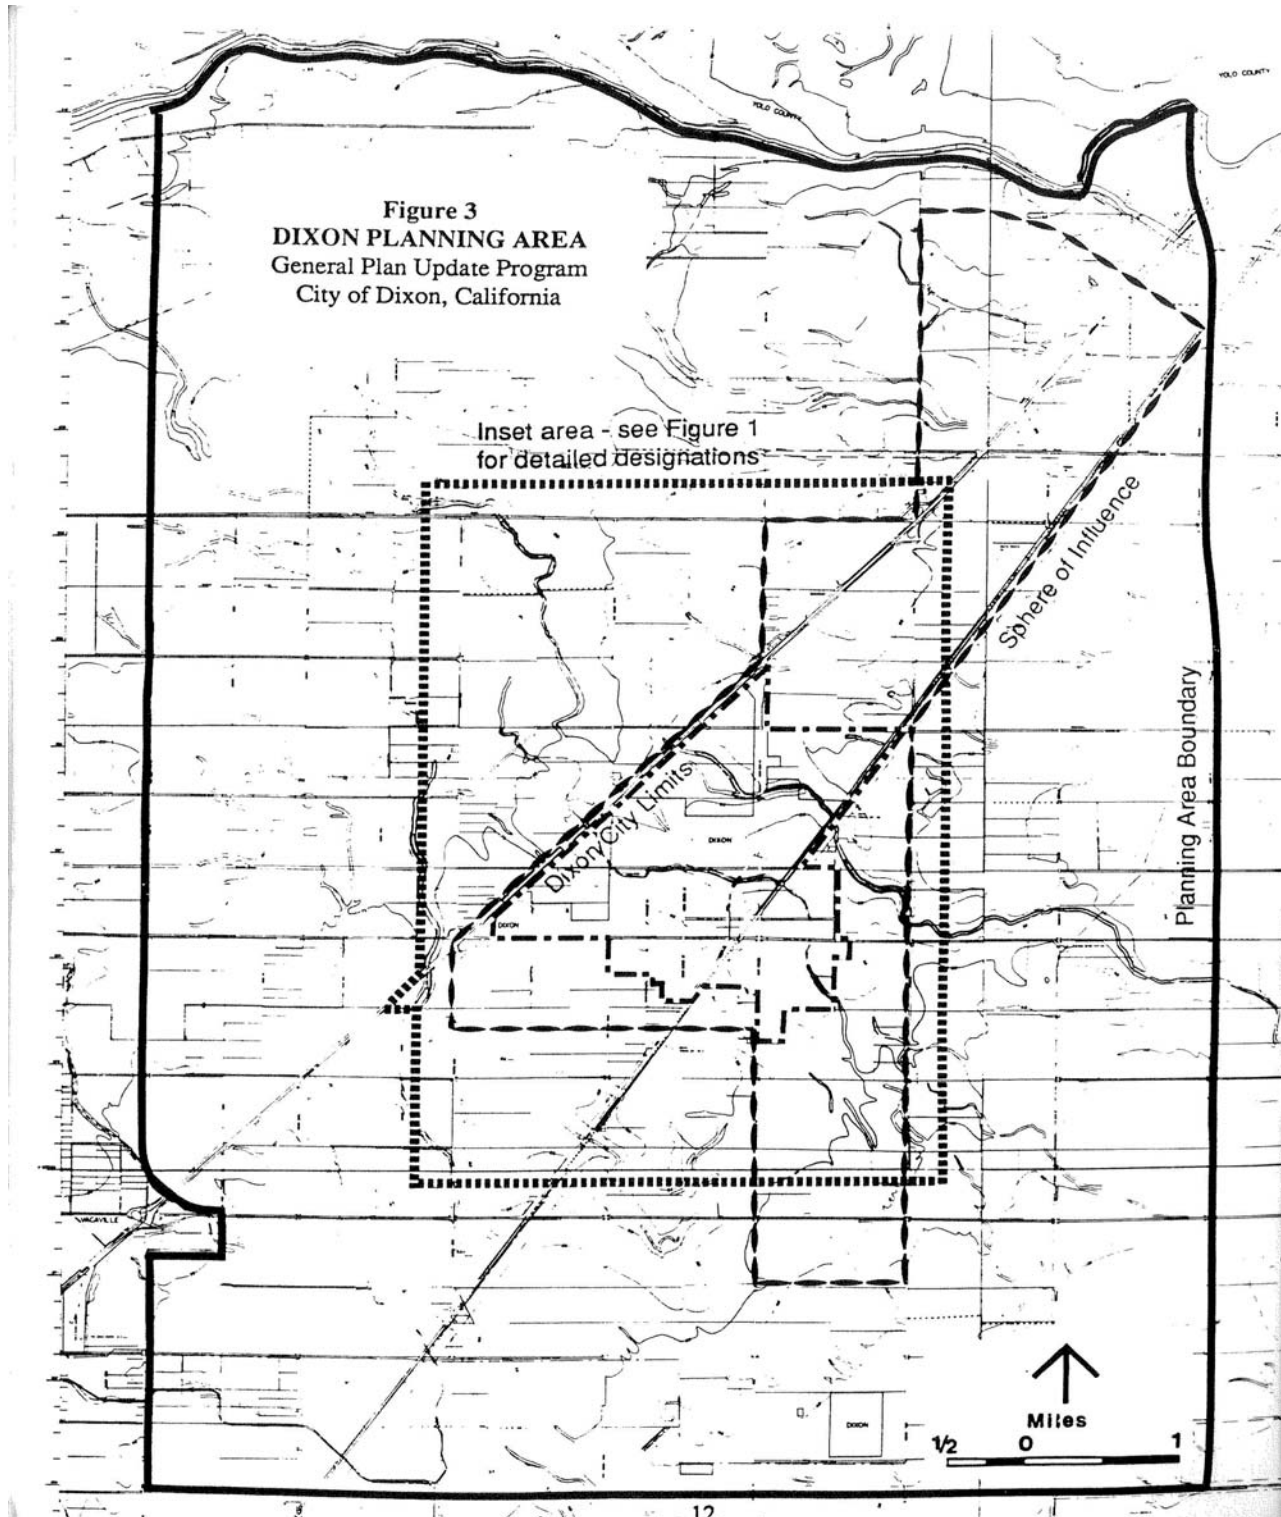 YOLO COUNTY
YOLO COUNTY
Figure 3
DIXON PLANNING AREA
General Plan Update Program
City of Dixon, California
Inset area - see Figure 1
for detailed designations
Sphere of Influence
Planning Area Boundary
Dixon City Limits
DIXON
DIXON
VACAVILLE
DIXON
Miles
1/2 0 1
12